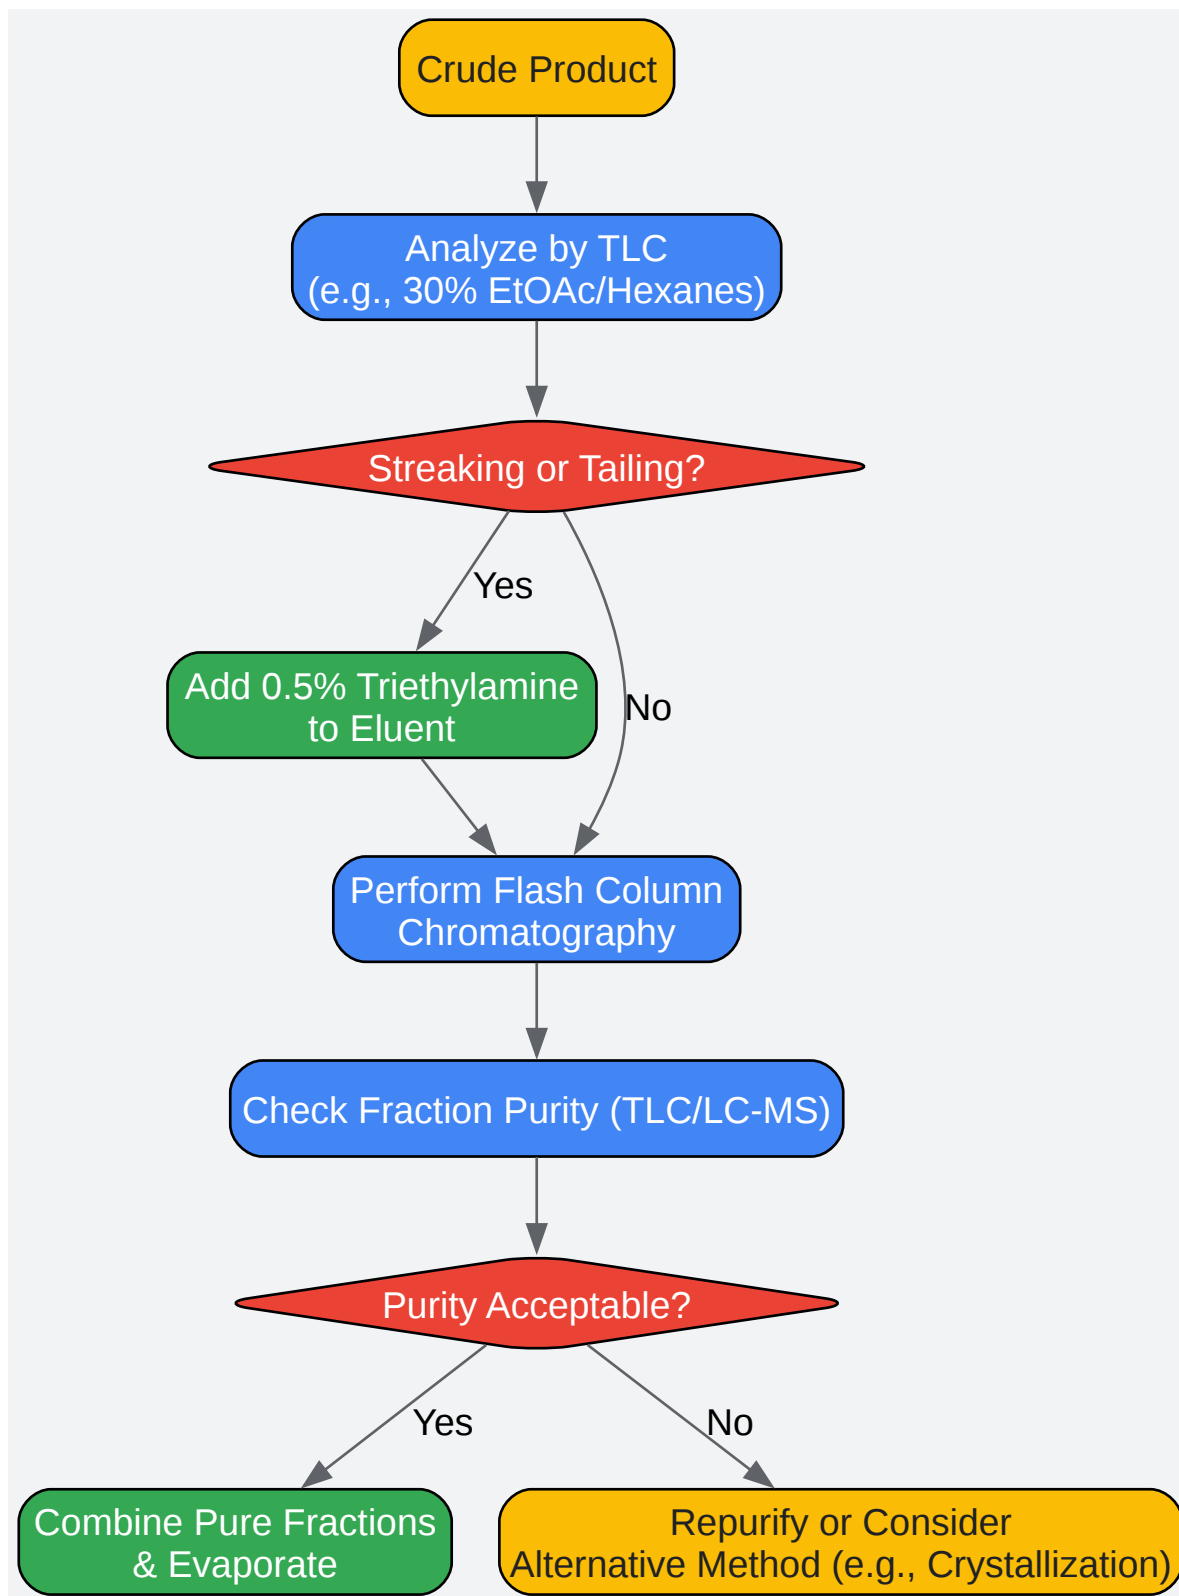 Crude Product
Analyze by TLC
(e.g., 30% EtOAc/Hexanes)
Streaking or Tailing?
Yes
Add 0.5% Triethylamine
to Eluent
No
Perform Flash Column
Chromatography
Check Fraction Purity (TLC/LC-MS)
Purity Acceptable?
Yes
No
Combine Pure Fractions
& Evaporate
Repurify or Consider
Alternative Method (e.g., Crystallization)